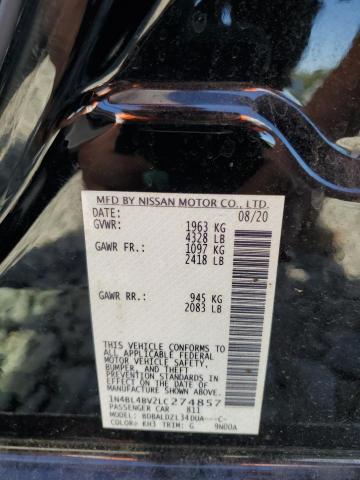 MFD BY NISSAN MOTOR CO., LTD.
DATE: 08/20
GVWR: 1963 KG
4328 LB
GAWR FR.: 1097 KG
2418 LB
GAWR RR.: 945 KG
2083 LB
THIS VEHICLE CONFORMS TO
ALL APPLICABLE FEDERAL
MOTOR VEHICLE SAFETY,
BUMPER, AND THEFT
PREVENTION STANDARDS IN
EFFECT ON THE DATE OF
MANUFACTURE SHOWN ABOVE.
1N4BL4BV2LC274857
PASSENGER CAR 811
MODEL: BDBALDZL34DUA---C-
COLOR: KH3 TRIM: G 9N00A